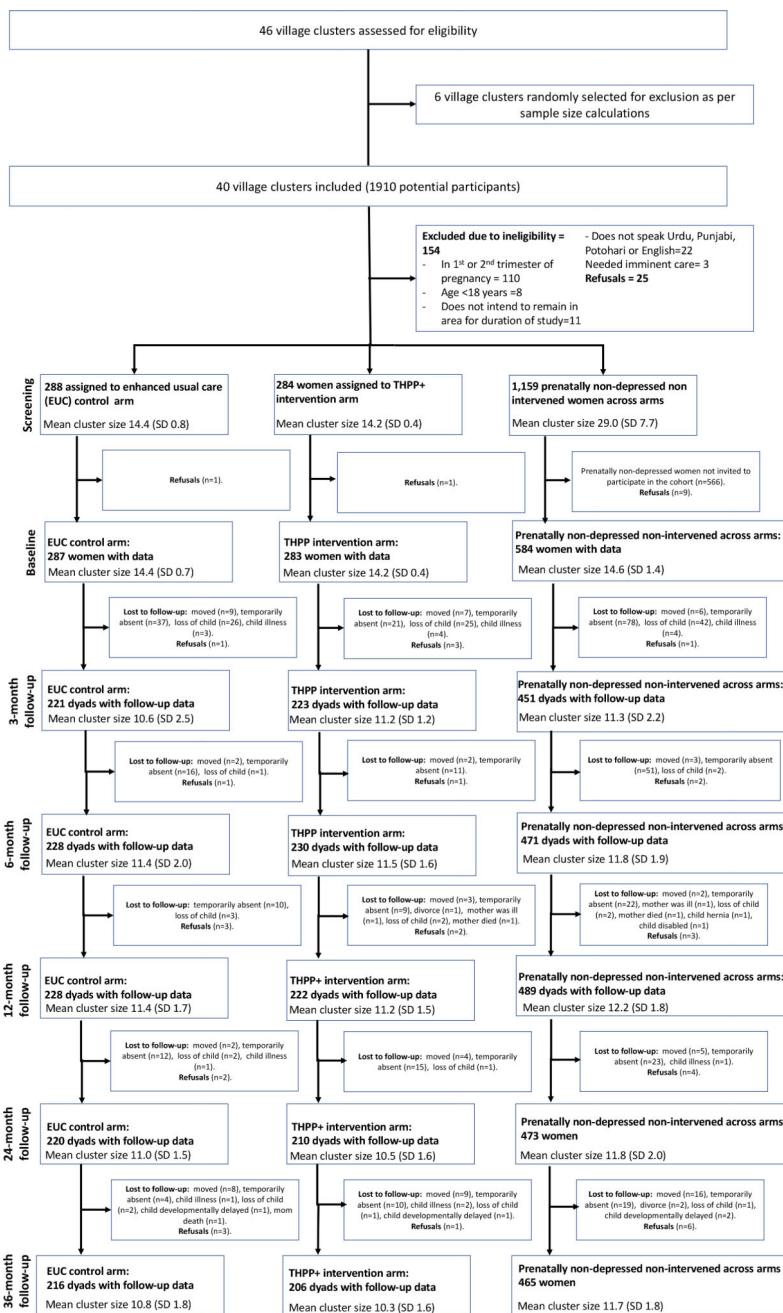 46 village clusters assessed for eligibility
6 village clusters randomly selected for exclusion as per
sample size calculations
40 village clusters included (1910 potential participants)
Excluded due to ineligibility =
154
- In 1st or 2nd trimester of
pregnancy = 110
- Age <18 years =8
- Does not intend to remain in
area for duration of study=11
- Does not speak Urdu, Punjabi,
Potohari or English=22
Needed imminent care= 3
Refusals = 25
Screening
288 assigned to enhanced usual care
(EUC) control arm
Mean cluster size 14.4 (SD 0.8)
284 women assigned to THPP+
intervention arm
Mean cluster size 14.2 (SD 0.4)
1,159 prenatally non-depressed non
intervened women across arms
Mean cluster size 29.0 (SD 7.7)
Refusals (n=1).
Refusals (n=1).
Prenatally non-depressed women not invited to
participate in the cohort (n=566).
Refusals (n=9).
Baseline
EUC control arm:
287 women with data
Mean cluster size 14.4 (SD 0.7)
THPP intervention arm:
283 women with data
Mean cluster size 14.2 (SD 0.4)
Prenatally non-depressed non-intervened across arms:
584 women with data
Mean cluster size 14.6 (SD 1.4)
Lost to follow-up: moved (n=9), temporarily
absent (n=37), loss of child (n=26), child illness
(n=3).
Refusals (n=1).
Lost to follow-up: moved (n=7), temporarily
absent (n=21), loss of child (n=25), child illness
(n=4).
Refusals (n=3).
Lost to follow-up: moved (n=6), temporarily
absent (n=78), loss of child (n=42), child illness
(n=4).
Refusals (n=1).
3-month
follow-up
EUC control arm:
221 dyads with follow-up data
Mean cluster size 10.6 (SD 2.5)
THPP intervention arm:
223 dyads with follow-up data
Mean cluster size 11.2 (SD 1.2)
Prenatally non-depressed non-intervened across arms:
451 dyads with follow-up data
Mean cluster size 11.3 (SD 2.2)
Lost to follow-up: moved (n=2), temporarily
absent (n=16), loss of child (n=1).
Refusals (n=1).
Lost to follow-up: moved (n=2), temporarily
absent (n=11).
Refusals (n=1).
Lost to follow-up: moved (n=3), temporarily absent
(n=51), loss of child (n=2).
Refusals (n=2).
6-month
follow-up
EUC control arm:
228 dyads with follow-up data
Mean cluster size 11.4 (SD 2.0)
THPP intervention arm:
230 dyads with follow-up data
Mean cluster size 11.5 (SD 1.6)
Prenatally non-depressed non-intervened across arms:
471 dyads with follow-up data
Mean cluster size 11.8 (SD 1.9)
Lost to follow-up: temporarily absent (n=10),
loss of child (n=3).
Refusals (n=3).
Lost to follow-up: moved (n=3), temporarily
absent (n=9), divorce (n=1), mother was ill
(n=1), loss of child (n=2), mother died (n=1).
Refusals (n=2).
Lost to follow-up: moved (n=2), temporarily
absent (n=22), mother was ill (n=1), loss of child
(n=2), mother died (n=1), child hernia (n=1),
child disabled (n=1)
Refusals (n=3).
12-month
follow-up
EUC control arm:
228 dyads with follow-up data
Mean cluster size 11.4 (SD 1.7)
THPP+ intervention arm:
222 dyads with follow-up data
Mean cluster size 11.2 (SD 1.5)
Prenatally non-depressed non-intervened across arms:
489 dyads with follow-up data
Mean cluster size 12.2 (SD 1.8)
Lost to follow-up: moved (n=2), temporarily
absent (n=12), loss of child (n=2), child illness
(n=1).
Refusals (n=2).
Lost to follow-up: moved (n=4), temporarily
absent (n=15), loss of child (n=1).
Lost to follow-up: moved (n=5), temporarily
absent (n=23), child illness (n=1).
Refusals (n=4).
24-month
follow-up
EUC control arm:
220 dyads with follow-up data
Mean cluster size 11.0 (SD 1.5)
THPP+ intervention arm:
210 dyads with follow-up data
Mean cluster size 10.5 (SD 1.6)
Prenatally non-depressed non-intervened across arms:
473 women
Mean cluster size 11.8 (SD 2.0)
Lost to follow-up: moved (n=8), temporarily
absent (n=4), child illness (n=1), loss of child
(n=2), child developmentally delayed (n=1), mom
death (n=1).
Refusals (n=3).
Lost to follow-up: moved (n=9), temporarily
absent (n=10), child illness (n=2), loss of child
(n=1), child developmentally delayed (n=1).
Refusals (n=1).
Lost to follow-up: moved (n=16), temporarily
absent (n=19), divorce (n=2), loss of child (n=1),
child developmentally delayed (n=2).
Refusals (n=6).
36-month
follow-up
EUC control arm:
216 dyads with follow-up data
Mean cluster size 10.8 (SD 1.8)
THPP+ intervention arm:
206 dyads with follow-up data
Mean cluster size 10.3 (SD 1.6)
Prenatally non-depressed non-intervened across arms
465 women
Mean cluster size 11.7 (SD 1.8)